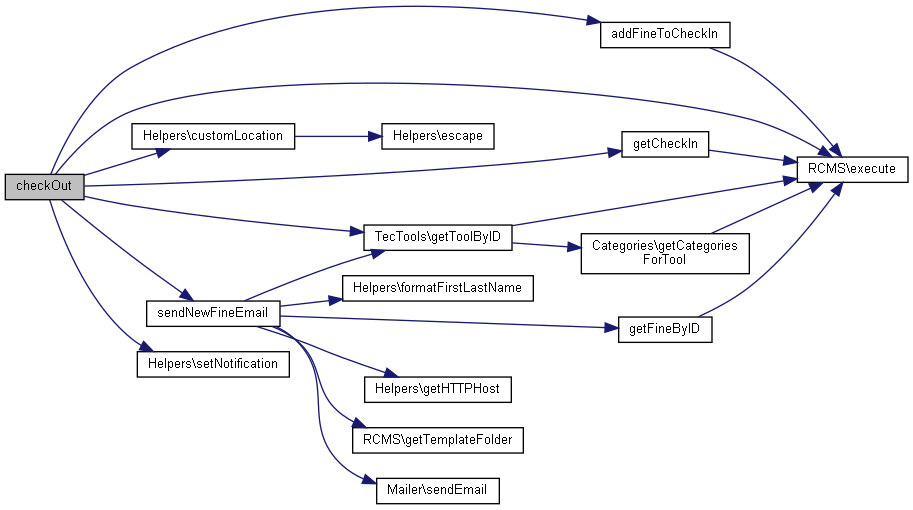 addFineToCheckIn
Helpers\customLocation
Helpers\escape
getCheckIn
RCMS\execute
checkOut
TecTools\getToolByID
Categories\getCategories
ForTool
Helpers\formatFirstLastName
sendNewFineEmail
getFineByID
Helpers\setNotification
Helpers\getHTTPHost
RCMS\getTemplateFolder
Mailer\sendEmail